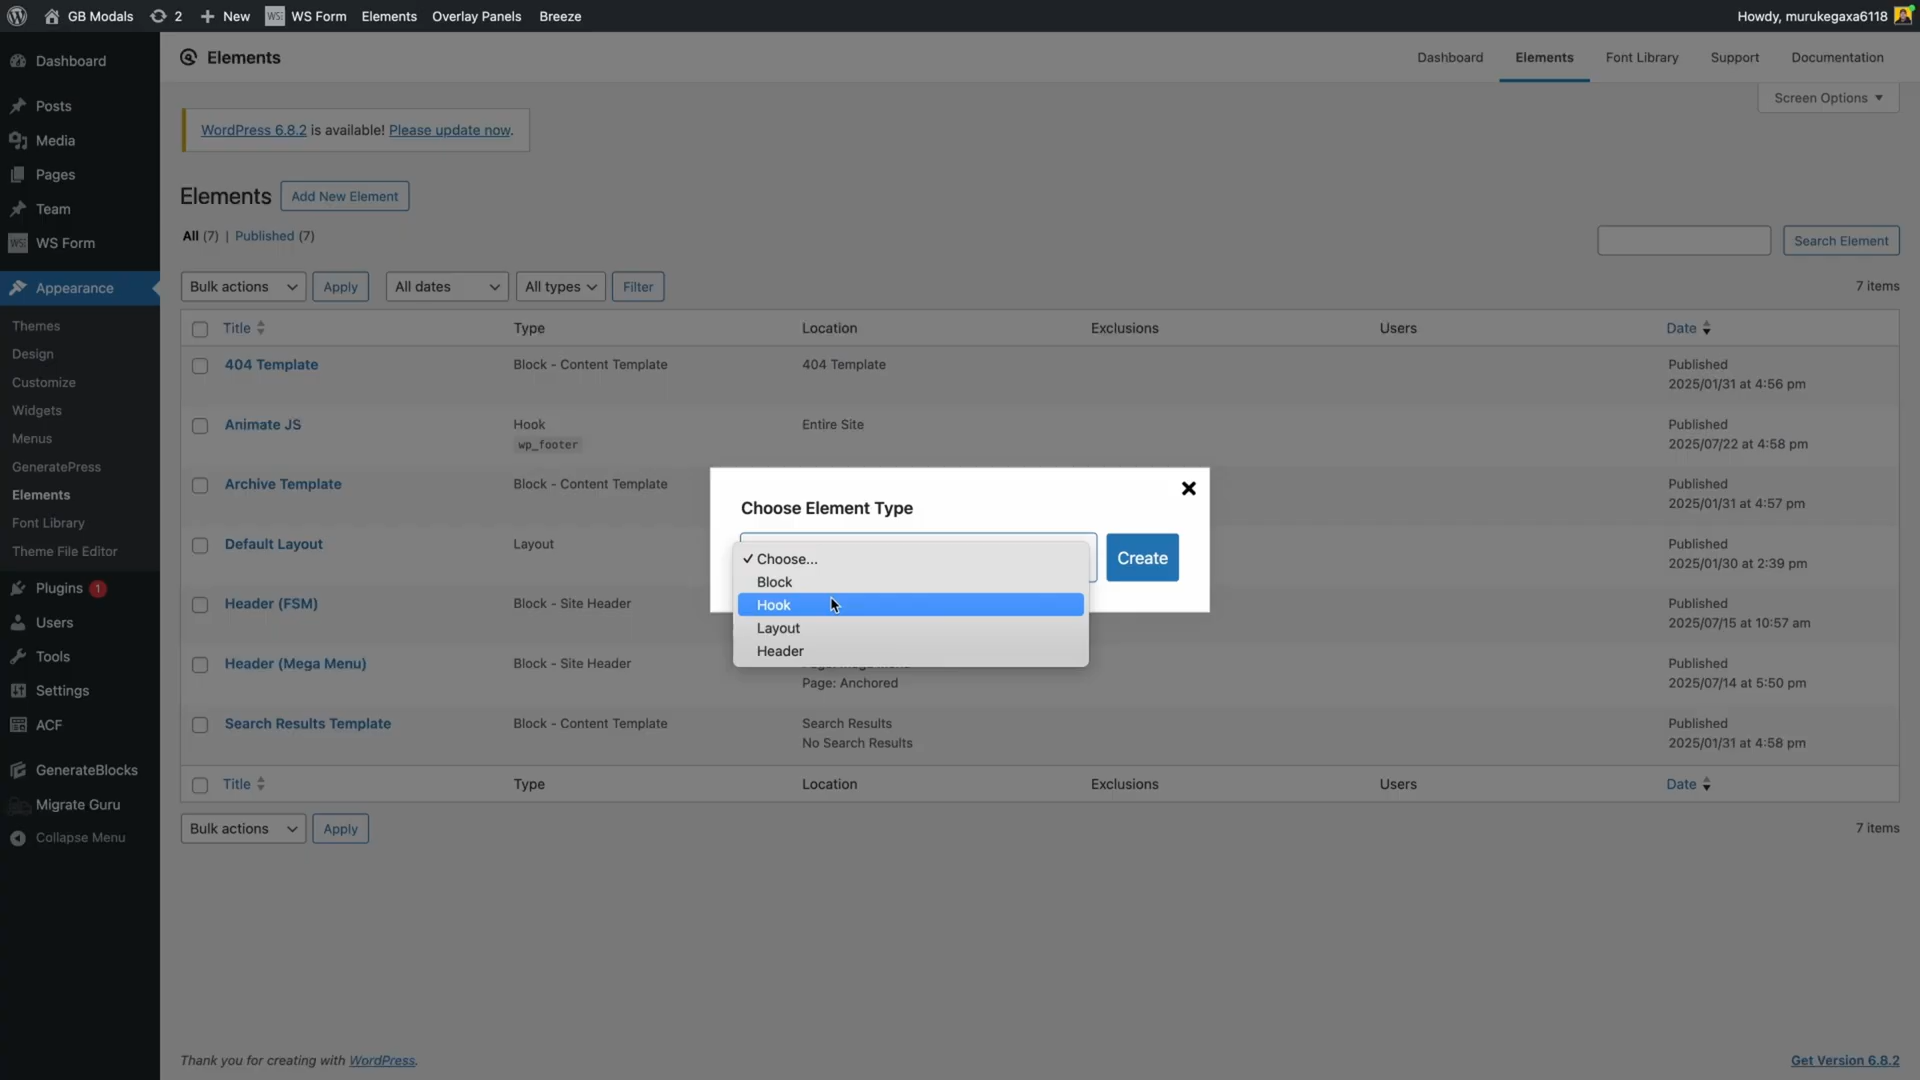 GB Modals 2 New WS Form Elements Overlay Panels Breeze Howdy, murukegaxa6118
Elements Dashboard Elements Font Library Support Documentation
Screen Options
Dashboard
Posts
Media
Pages
Team
WS Form
Appearance
Themes
Design
Customize
Widgets
Menus
GeneratePress
Elements
Font Library
Theme File Editor
Plugins 1
Users
Tools
Settings
ACF
GenerateBlocks
Migrate Guru
Collapse Menu
WordPress 6.8.2 is available! Please update now.
Elements Add New Element
All (7) | Published (7)
Search Element
Bulk actions Apply All dates All types Filter 7 items
Title Type Location Exclusions Users Date
404 Template Block - Content Template 404 Template Published
2025/01/31 at 4:56 pm
Animate JS Hook Entire Site Published
wp_footer 2025/07/22 at 4:58 pm
Archive Template Block - Content Template Published
2025/01/31 at 4:57 pm
Default Layout Layout Published
2025/01/30 at 2:39 pm
Header (FSM) Block - Site Header Published
2025/07/15 at 10:57 am
Header (Mega Menu) Block - Site Header Published
Page: Anchored 2025/07/14 at 5:50 pm
Search Results Template Block - Content Template Search Results Published
No Search Results 2025/01/31 at 4:58 pm
Title Type Location Exclusions Users Date
Bulk actions Apply 7 items
Choose Element Type
✓ Choose...
Block
Hook
Layout
Header
Create
Thank you for creating with WordPress. Get Version 6.8.2